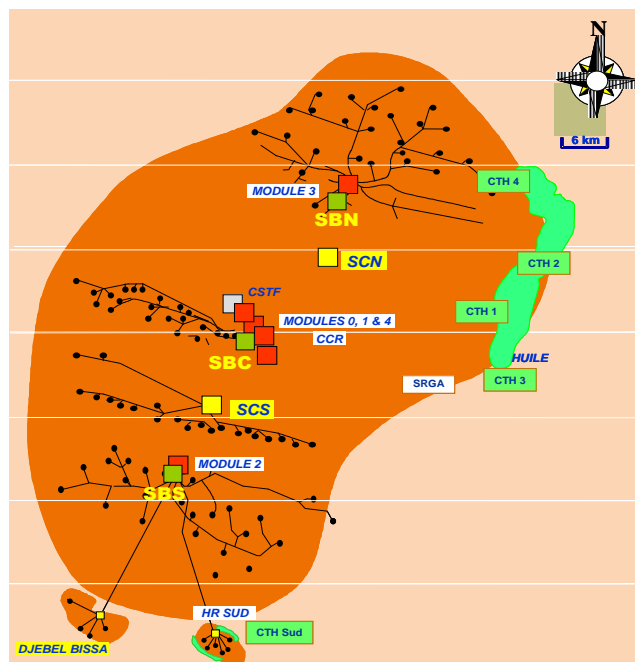 6 km
CTH 4
MODULE 3
SBN
SCN
CTH 2
CSTF
CTH 1
MODULES 0, 1 & 4
CCR
SBC
HUILE
CTH 3
SRGA
SCS
MODULE 2
SBS
HR SUD
CTH Sud
DJEBEL BISSA